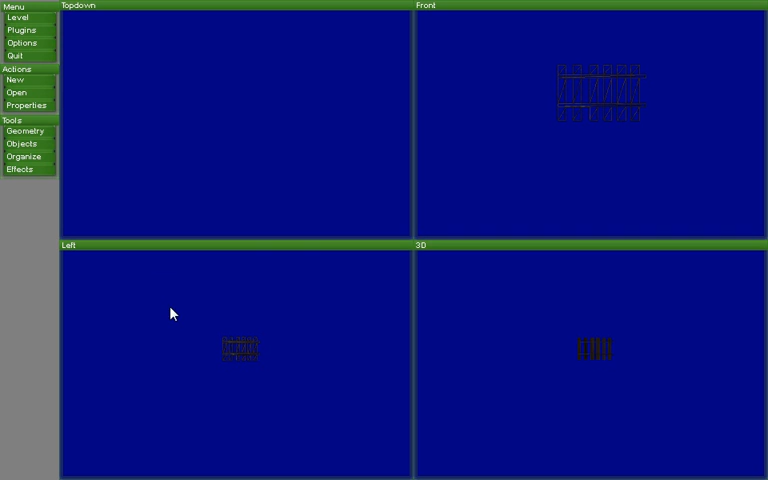 Menu
Level
Plugins
Options
Quit
Actions
New
Open
Properties
Tools
Geometry
Objects
Organize
Effects
Topdown
Front
Left
3D